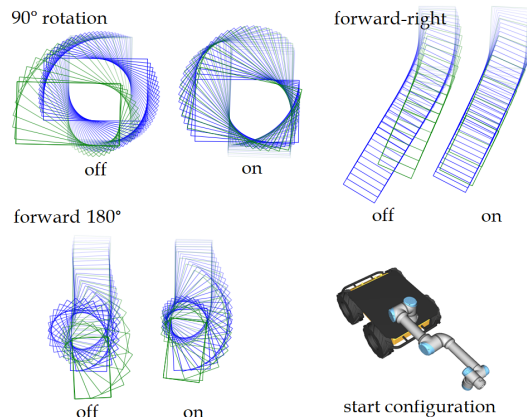 90° rotation
forward-right
off
on
off
on
forward 180°
off
on
start configuration